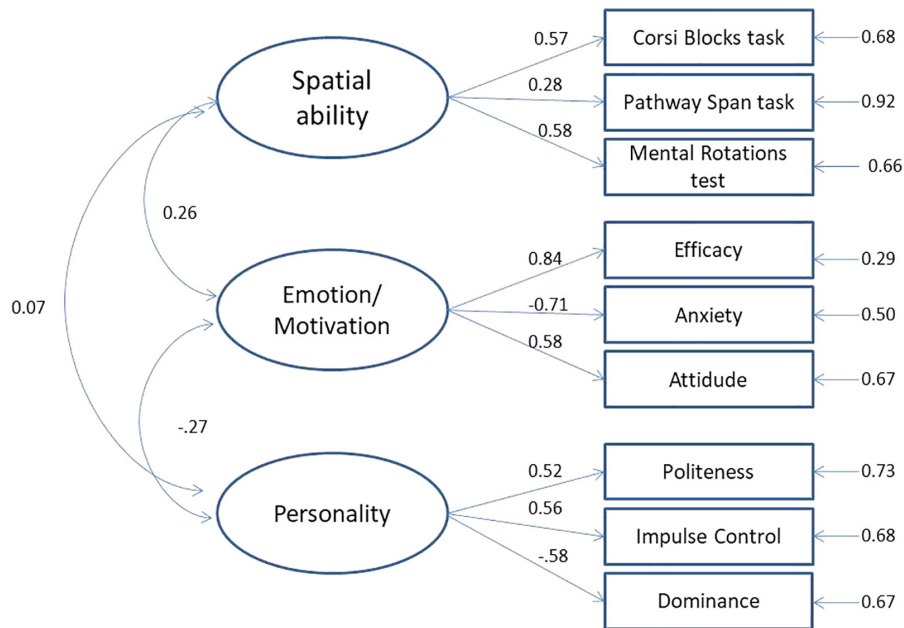 Spatial
ability
0.57
0.28
0.58
Corsi Blocks task
0.68
Pathway Span task
0.92
Mental Rotations
test
0.66
0.26
0.07
Emotion/
Motivation
0.84
-0.71
0.58
Efficacy
0.29
Anxiety
0.50
Attidude
0.67
-.27
Personality
0.52
0.56
-.58
Politeness
0.73
Impulse Control
0.68
Dominance
0.67